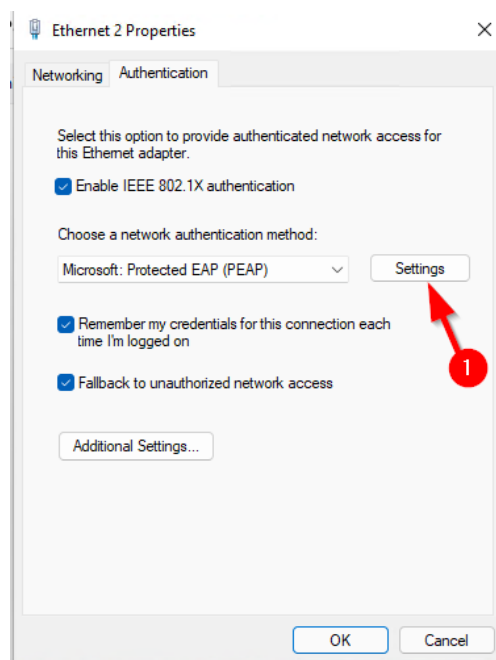 Ethernet 2 Properties
Networking
Authentication
Select this option to provide authenticated network access for
this Ethernet adapter.
Enable IEEE 802.1X authentication
Choose a network authentication method:
Microsoft: Protected EAP (PEAP)
Settings
Remember my credentials for this connection each
time I'm logged on
1
Fallback to unauthorized network access
Additional Settings...
OK
Cancel